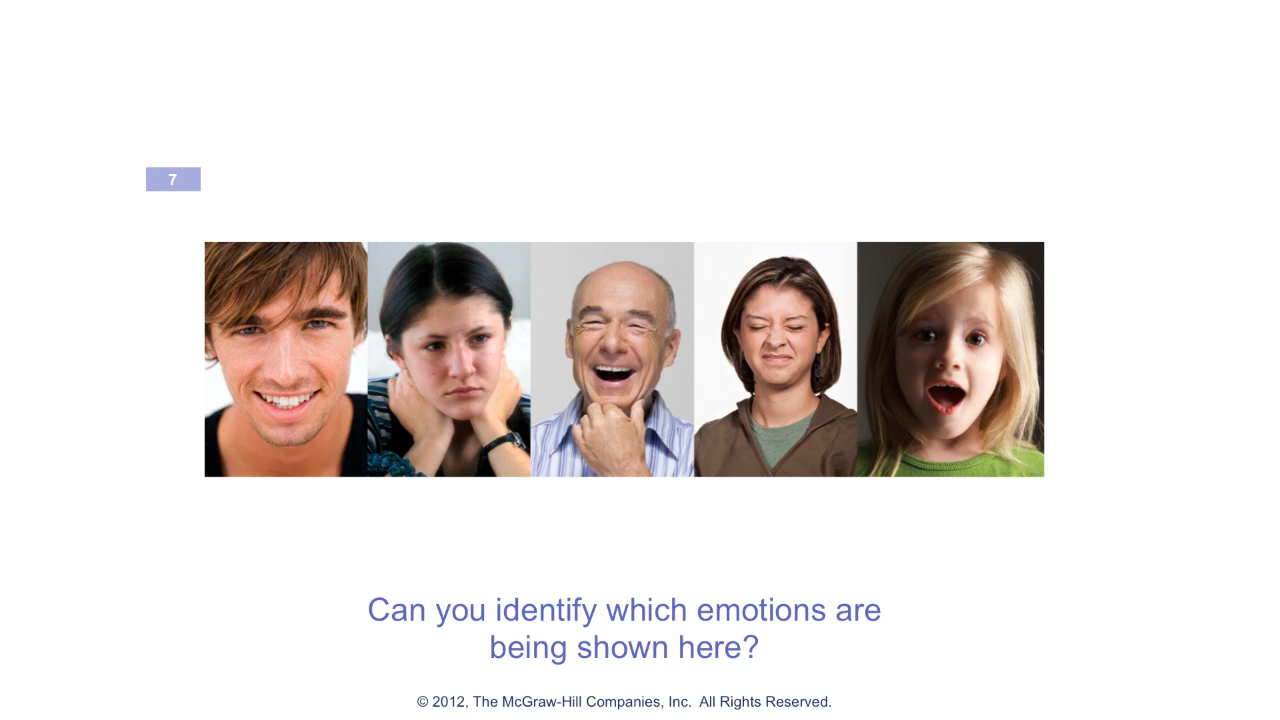 7
Can you identify which emotions are
being shown here?
© 2012, The McGraw-Hill Companies, Inc.  All Rights Reserved.